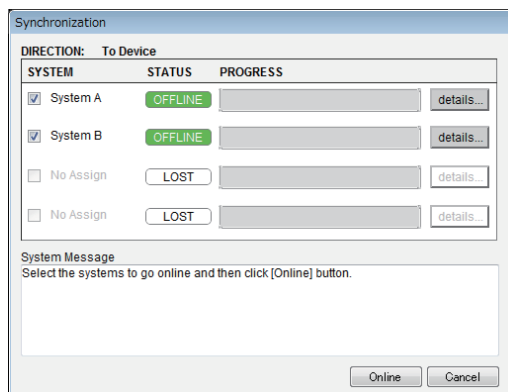 Synchronization
DIRECTION: To Device
SYSTEM STATUS PROGRESS
System A OFFLINE details...
System B OFFLINE details...
No Assign LOST details...
No Assign LOST details...
System Message
Select the systems to go online and then click [Online] button.
Online Cancel